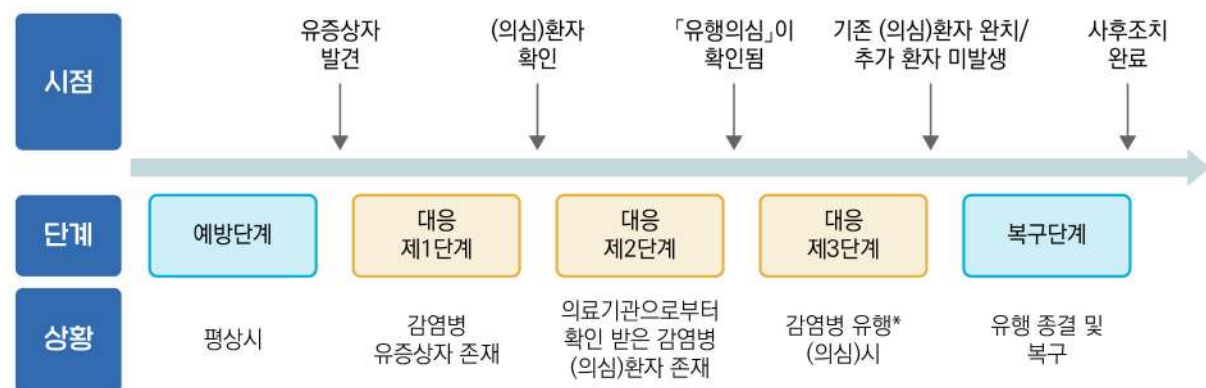 시점
유증상자
발견
(의심)환자
확인
「유행의심」이
확인됨
기존 (의심)환자 완치/
추가 환자 미발생
사후조치
완료
단계
예방단계
대응
제1단계
대응
제2단계
대응
제3단계
복구단계
상황
평상시
감염병
유증상자 존재
의료기관으로부터
확인 받은 감염병
(의심)환자 존재
감염병 유행*
(의심)시
유행 종결 및
복구